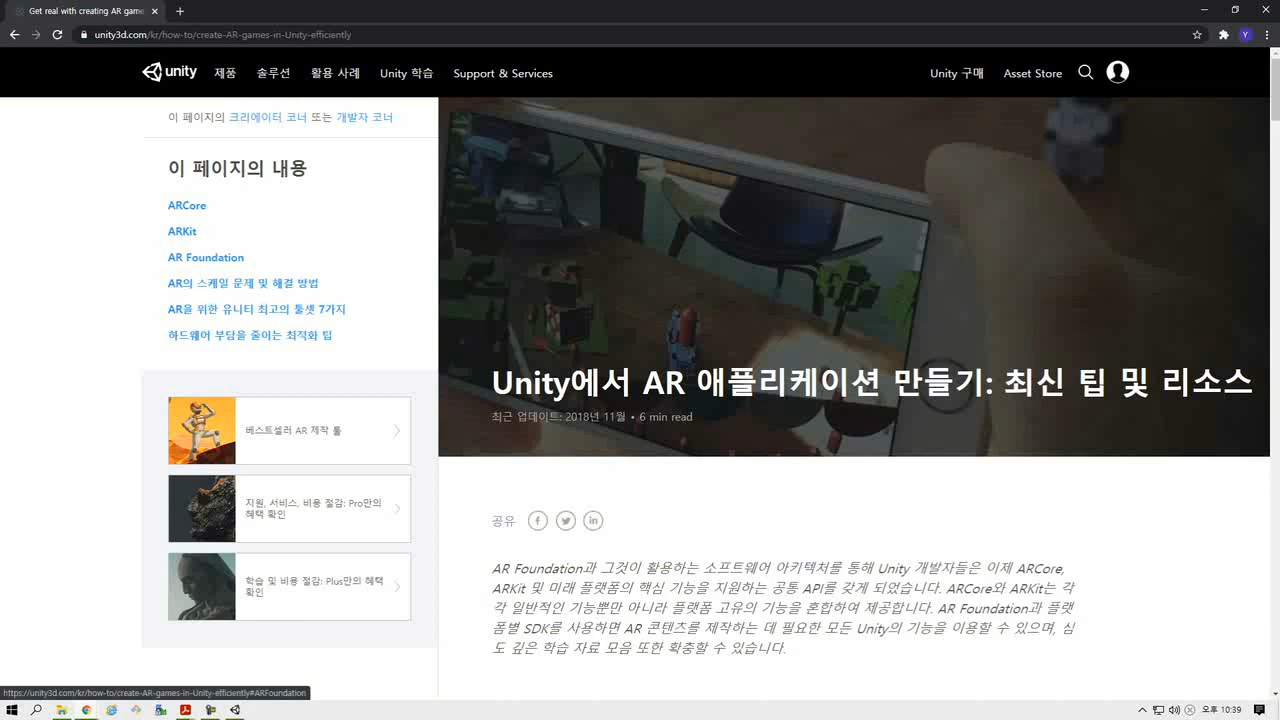 Get real with creating AR game
unity3d.com/kr/how-to/create-AR-games-in-Unity-efficiently
Y
unity 제품 솔루션 활용 사례 Unity 학습 Support & Services Unity 구매 Asset Store
이 페이지의 크리에이터 코너 또는 개발자 코너
이 페이지의 내용
ARCore
ARKit
AR Foundation
AR의 스케일 문제 및 해결 방법
AR을 위한 유니티 최고의 툴셋 7가지
하드웨어 부담을 줄이는 최적화 팁
베스트셀러 AR 제작 툴
지원, 서비스, 비용 절감: Pro만의
혜택 확인
학습 및 비용 절감: Plus만의 혜택
확인
Unity에서 AR 애플리케이션 만들기: 최신 팁 및 리소스
최근 업데이트: 2018년 11월 • 6 min read
공유
AR Foundation과 그것이 활용하는 소프트웨어 아키텍처를 통해 Unity 개발자들은 이제 ARCore,
ARKit 및 미래 플랫폼의 핵심 기능을 지원하는 공통 API를 갖게 되었습니다. ARCore와 ARKit는 각
각 일반적인 기능뿐만 아니라 플랫폼 고유의 기능을 혼합하여 제공합니다. AR Foundation과 플랫
폼별 SDK를 사용하면 AR 콘텐츠를 제작하는 데 필요한 모든 Unity의 기능을 이용할 수 있으며, 심
도 깊은 학습 자료 모음 또한 확충할 수 있습니다.
https://unity3d.com/kr/how-to/create-AR-games-in-Unity-efficiently#ARFoundation
오후 10:39